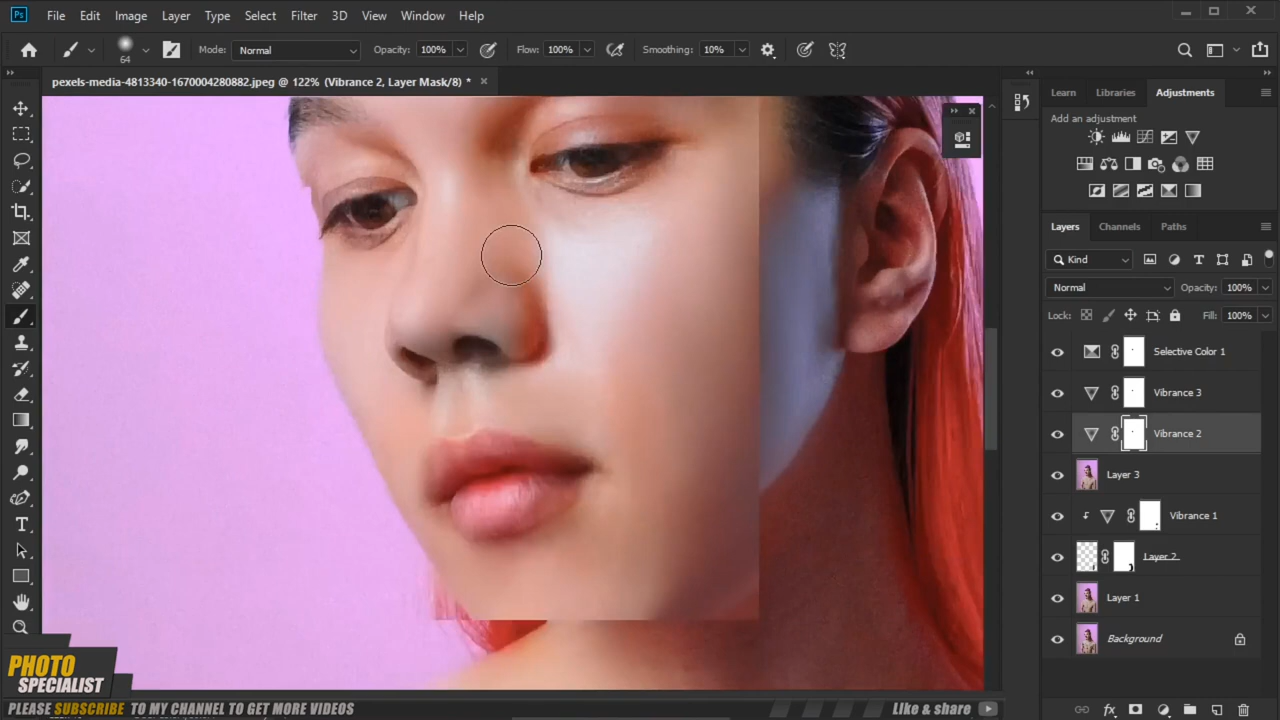 Ps File Edit Image Layer Type Select Filter 3D View Window Help
64 Mode: Normal Opacity: 100% Flow: 100% Smoothing: 10%
pexels-media-4813340-1670004280882.jpeg @ 122% (Vibrance 2, Layer Mask/8) *
Learn Libraries Adjustments
Add an adjustment
Layers Channels Paths
Kind
Normal Opacity: 100%
Lock: Fill: 100%
Selective Color 1
Vibrance 3
Vibrance 2
Layer 3
Vibrance 1
Layer 2
Layer 1
Background
PHOTO
SPECIALIST
PLEASE SUBSCRIBE TO MY CHANNEL TO GET MORE VIDEOS
Like & share
fx